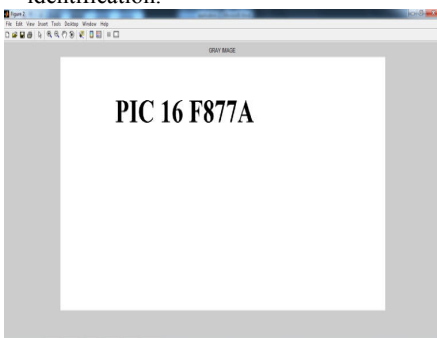 identification.
Figure 2
File Edit View Insert Tools Desktop Window Help
GRAY IMAGE
PIC 16 F877A